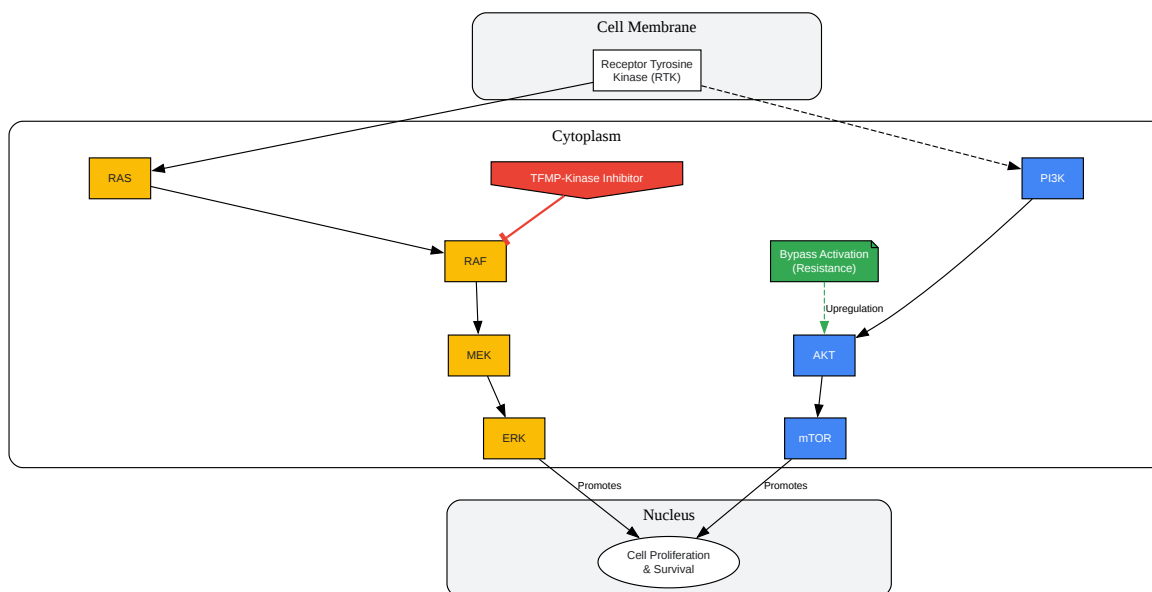 Cell Membrane
Receptor Tyrosine
Kinase (RTK)
Cytoplasm
RAS
TFMP-Kinase Inhibitor
PI3K
RAF
Bypass Activation
(Resistance)
Upregulation
MEK
AKT
ERK
mTOR
Promotes
Promotes
Nucleus
Cell Proliferation
& Survival